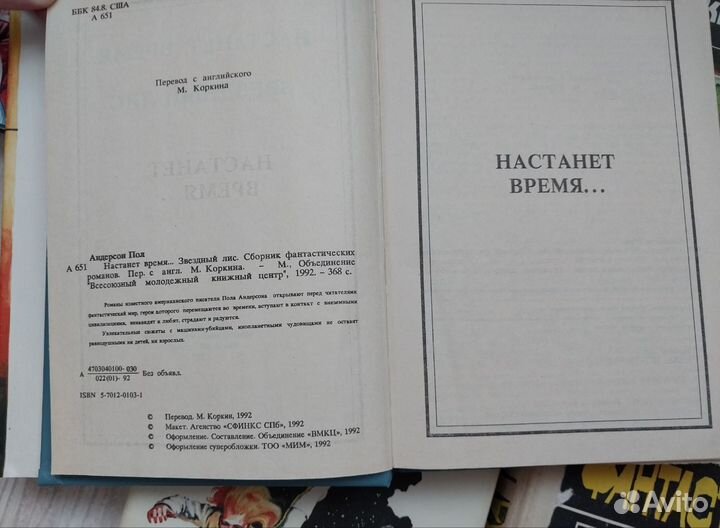 ББК 84.8. США
А 651
Перевод с английского
М. Коркина
Андерсон Пол
А 651 Настанет время... Звездный лис. Сборник фантастических
романов. Пер. с англ. М. Коркина. – М., Объединение
"Всесоюзный молодежный книжный центр", 1992. – 368 с.
Романы известного американского писателя Пола Андерсона открывают перед читателями
фантастический мир, герои которого перемещаются во времени, вступают в контакт с внеземными
цивилизациями, ненавидят и любят, страдают и радуются.
Увлекательные сюжеты с машинами-убийцами, инопланетными чудовищами не оставят
равнодушными ни детей, ни взрослых.
А 4703040100-030
022(01)-92 Без объявл.
ISBN 5-7012-0103-1
© Перевод. М. Коркин, 1992
© Макет. Агенство «СФИНКС СПб», 1992
© Оформление. Составление. Объединение «ВМКЦ», 1992
© Оформление суперобложки. ТОО «МИМ», 1992
НАСТАНЕТ
ВРЕМЯ...
ФАНТАС
Avito